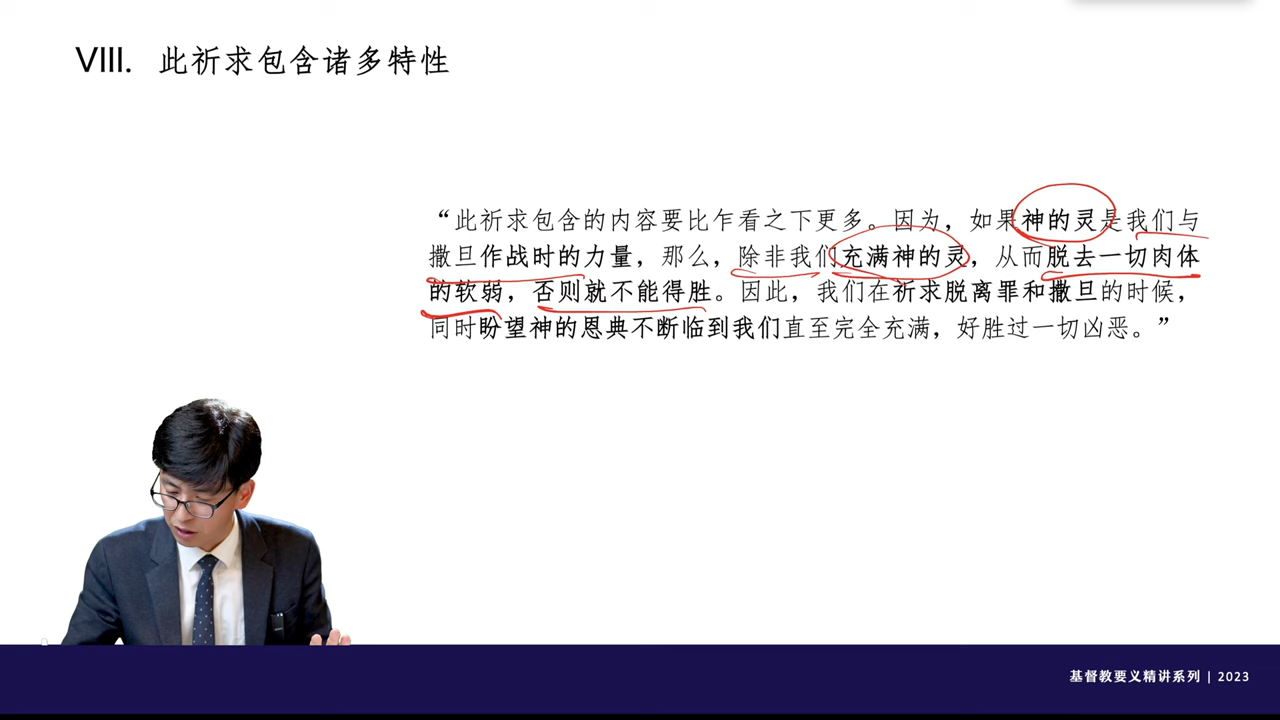 VIII. 此祈求包含诸多特性
“此祈求包含的内容要比乍看之下更多。因为，如果神的灵是我们与
撒旦作战时的力量，那么，除非我们充满神的灵，从而脱去一切肉体
的软弱，否则就不能得胜。因此，我们在祈求脱离罪和撒旦的时候，
同时盼望神的恩典不断临到我们直至完全充满，好胜过一切凶恶。”
基督教要义精讲系列 | 2023